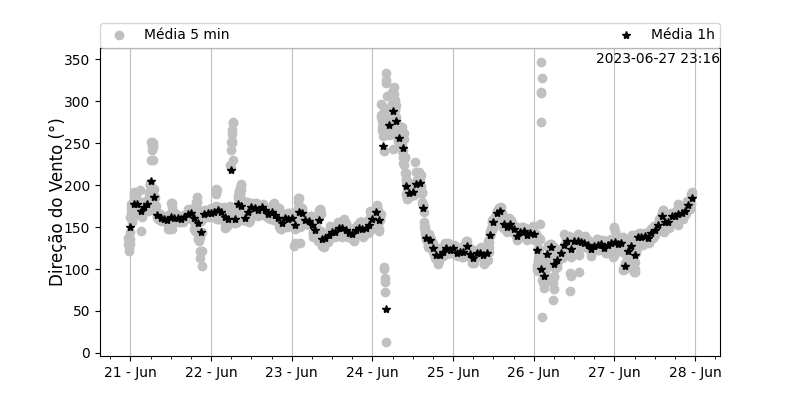 Média 5 min
Média 1h
2023-06-27 23:16
Direção do Vento (°)
350
300
250
200
150
100
50
0
21 - Jun
22 - Jun
23 - Jun
24 - Jun
25 - Jun
26 - Jun
27 - Jun
28 - Jun